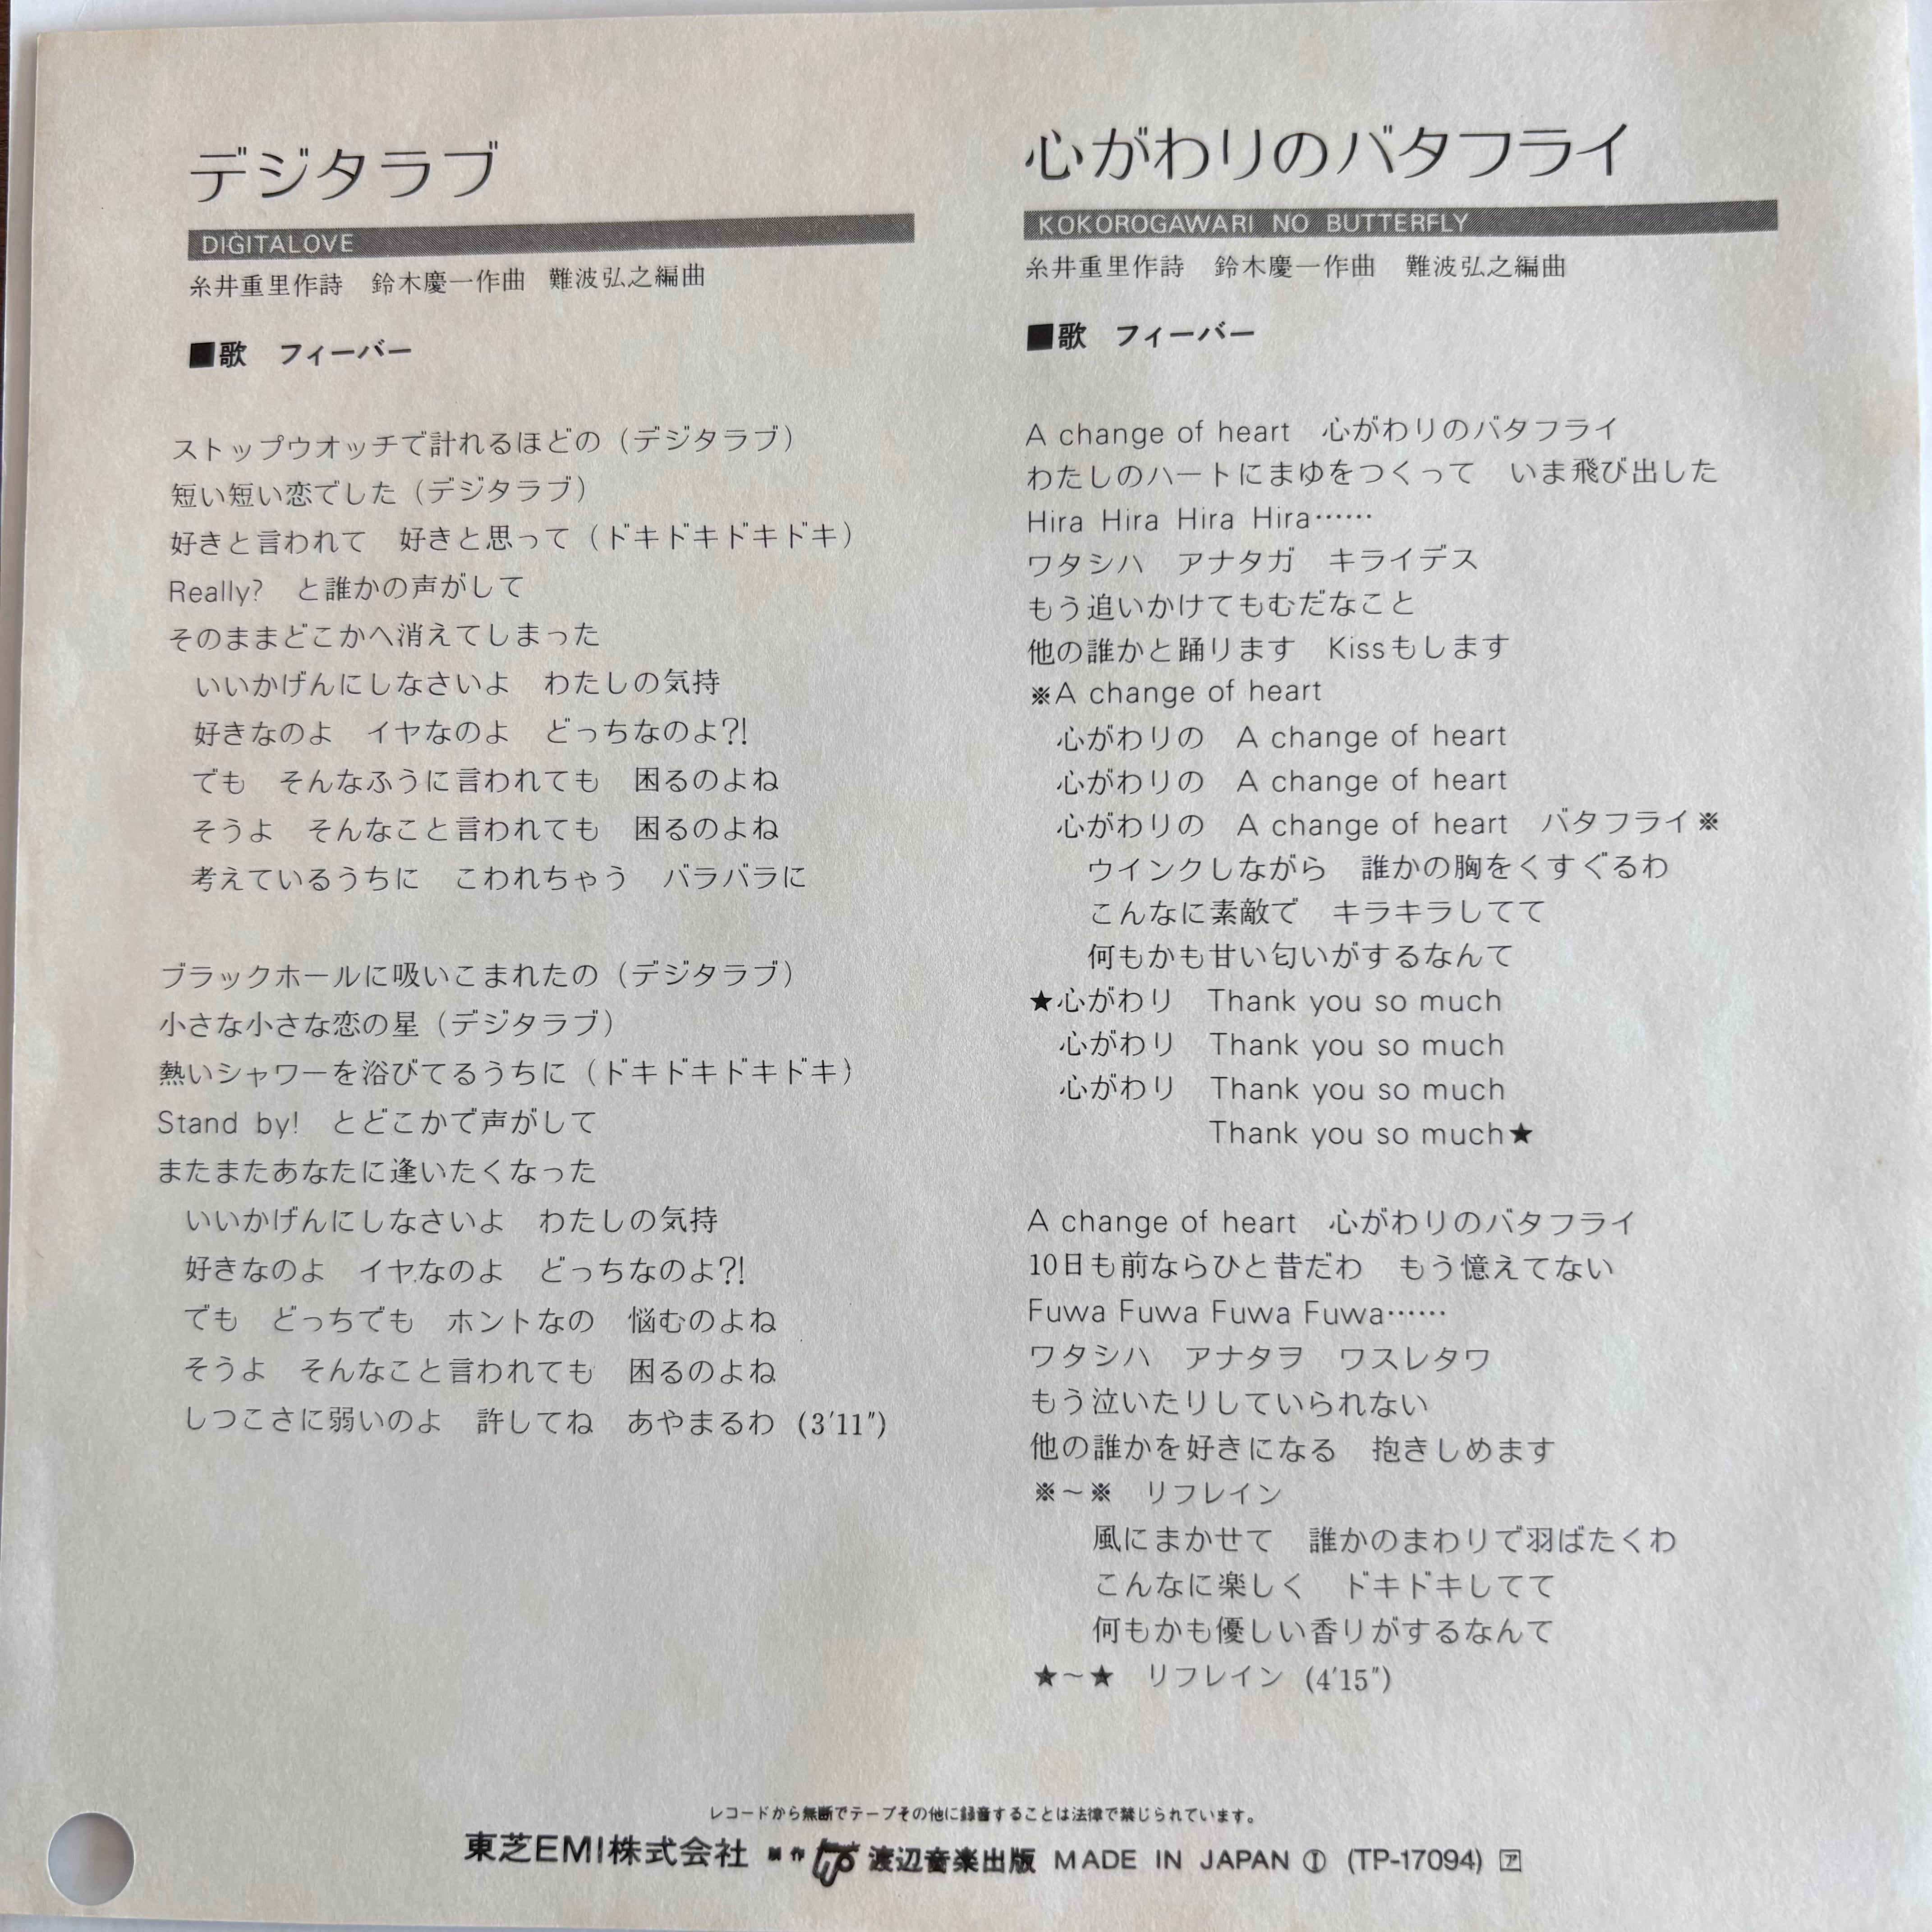 デジタラブ
DIGITALOVE
糸井重里作詩　鈴木慶一作曲　難波弘之編曲
■歌　フィーバー
ストップウオッチで計れるほどの（デジタラブ）
短い短い恋でした（デジタラブ）
好きと言われて　好きと思って（ドキドキドキドキ）
Really?　と誰かの声がして
そのままどこかへ消えてしまった
いいかげんにしなさいよ　わたしの気持
好きなのよ　イヤなのよ　どっちなのよ?!
でも　そんなふうに言われても　困るのよね
そうよ　そんなこと言われても　困るのよね
考えているうちに　こわれちゃう　バラバラに
ブラックホールに吸いこまれたの（デジタラブ）
小さな小さな恋の星（デジタラブ）
熱いシャワーを浴びてるうちに（ドキドキドキドキ）
Stand by!　とどこかで声がして
またまたあなたに逢いたくなった
いいかげんにしなさいよ　わたしの気持
好きなのよ　イヤなのよ　どっちなのよ?!
でも　どっちでも　ホントなの　悩むのよね
そうよ　そんなこと言われても　困るのよね
しつこさに弱いのよ　許してね　あやまるわ (3′11″)
心がわりのバタフライ
KOKOROGAWARI NO BUTTERFLY
糸井重里作詩　鈴木慶一作曲　難波弘之編曲
■歌　フィーバー
A change of heart　心がわりのバタフライ
わたしのハートにまゆをつくって　いま飛び出した
Hira Hira Hira Hira……
ワタシハ　アナタガ　キライデス
もう追いかけてもむだなこと
他の誰かと踊ります　Kissもします
※A change of heart
心がわりの　A change of heart
心がわりの　A change of heart
心がわりの　A change of heart　バタフライ※
ウインクしながら　誰かの胸をくすぐるわ
こんなに素敵で　キラキラしてて
何もかも甘い匂いがするなんて
★心がわり　Thank you so much
心がわり　Thank you so much
心がわり　Thank you so much
Thank you so much★
A change of heart　心がわりのバタフライ
10日も前ならひと昔だわ　もう憶えてない
Fuwa Fuwa Fuwa Fuwa……
ワタシハ　アナタヲ　ワスレタワ
もう泣いたりしていられない
他の誰かを好きになる　抱きしめます
※〜※　リフレイン
風にまかせて　誰かのまわりで羽ばたくわ
こんなに楽しく　ドキドキしてて
何もかも優しい香りがするなんて
★〜★　リフレイン (4′15″)
レコードから無断でテープその他に録音することは法律で禁じられています。
東芝EMI株式会社 原作 渡辺音楽出版 MADE IN JAPAN Ⓘ (TP-17094) ア